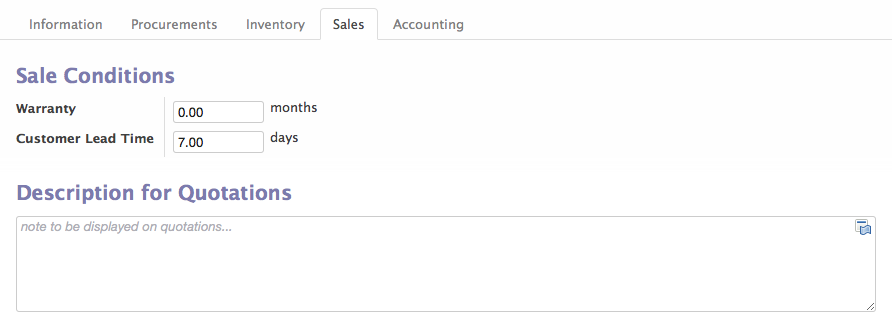 Information Procurements Inventory Sales Accounting
Sale Conditions
Warranty 0.00 months
Customer Lead Time 7.00 days
Description for Quotations
note to be displayed on quotations...